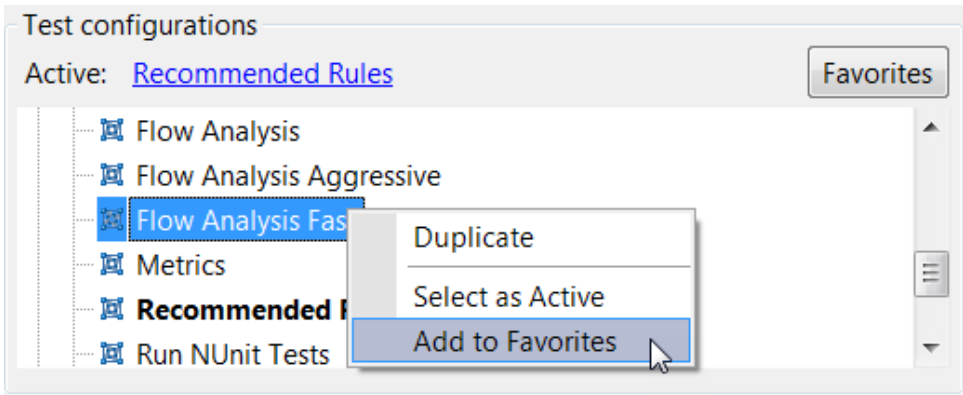 Test configurations
Active: Recommended Rules Favorites
Flow Analysis
Flow Analysis Aggressive
Flow Analysis Fas
Duplicate
Metrics
Select as Active
Recommended
Add to Favorites
Run NUnit Tests